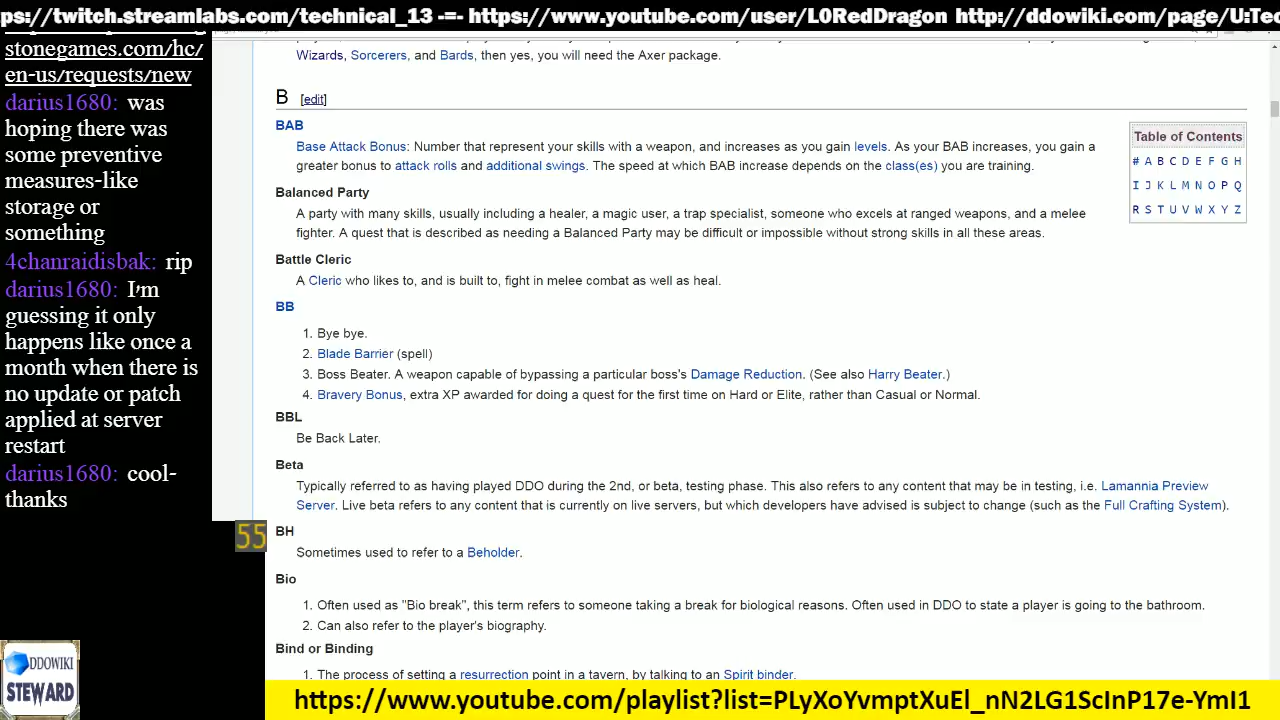 ps://twitch.streamlabs.com/technical_13 -=- https://www.youtube.com/user/L0RedDragon http://ddowiki.com/page/U:Tec
stonegames.com/hc/
en-us/requests/new
darius1680: was
hoping there was
some preventive
measures-like
storage or
something
4chanraidisbak: rip
darius1680: I'm
guessing it only
happens like once a
month when there is
no update or patch
applied at server
restart
darius1680: cool-
thanks
Wizards, Sorcerers, and Bards, then yes, you will need the Axer package.
B [edit]
BAB
Base Attack Bonus: Number that represent your skills with a weapon, and increases as you gain levels. As your BAB increases, you gain a
greater bonus to attack rolls and additional swings. The speed at which BAB increase depends on the class(es) you are training.
Balanced Party
A party with many skills, usually including a healer, a magic user, a trap specialist, someone who excels at ranged weapons, and a melee
fighter. A quest that is described as needing a Balanced Party may be difficult or impossible without strong skills in all these areas.
Battle Cleric
A Cleric who likes to, and is built to, fight in melee combat as well as heal.
BB
1. Bye bye.
2. Blade Barrier (spell)
3. Boss Beater. A weapon capable of bypassing a particular boss's Damage Reduction. (See also Harry Beater.)
4. Bravery Bonus, extra XP awarded for doing a quest for the first time on Hard or Elite, rather than Casual or Normal.
BBL
Be Back Later.
Beta
Typically referred to as having played DDO during the 2nd, or beta, testing phase. This also refers to any content that may be in testing, i.e. Lamannia Preview
Server. Live beta refers to any content that is currently on live servers, but which developers have advised is subject to change (such as the Full Crafting System).
BH
Sometimes used to refer to a Beholder.
Bio
1. Often used as "Bio break", this term refers to someone taking a break for biological reasons. Often used in DDO to state a player is going to the bathroom.
2. Can also refer to the player's biography.
Bind or Binding
1. The process of setting a resurrection point in a tavern, by talking to an Spirit binder.
Table of Contents
# A B C D E F G H
I J K L M N O P Q
R S T U V W X Y Z
55
DDOWIKI
STEWARD
https://www.youtube.com/playlist?list=PLyXoYvmptXuEl_nN2LG1ScInP17e-YmI1